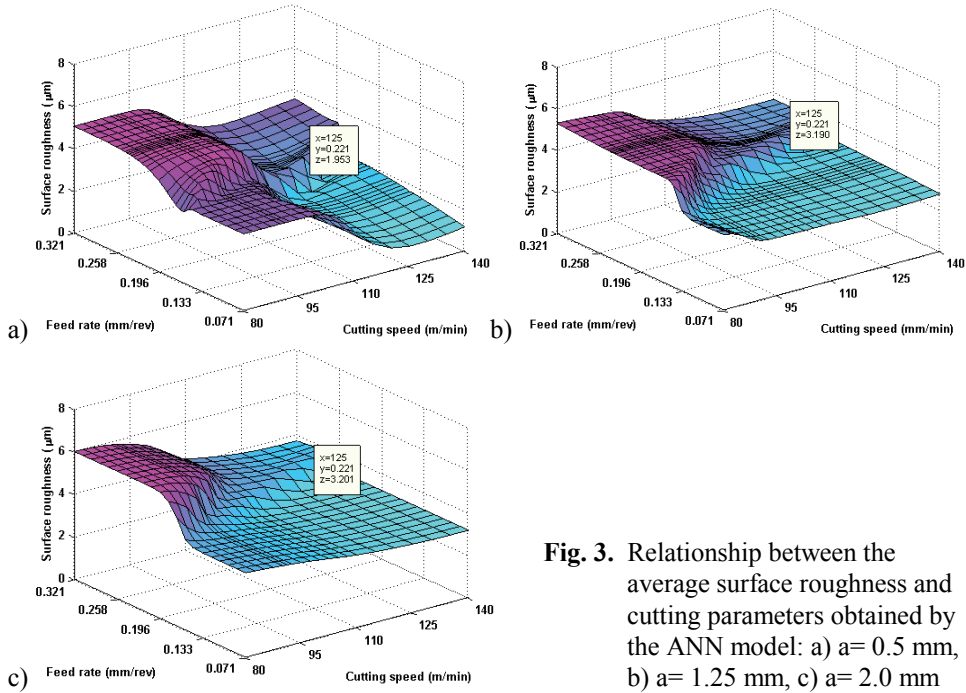 8
6
4
2
0
Surface roughness (µm)
0.321
0.258
0.196
0.133
0.071
Feed rate (mm/rev)
80
95
110
125
140
Cutting speed (m/min)
x=125
y=0.221
z=1.953
a)
8
6
4
2
0
Surface roughness (µm)
0.321
0.258
0.196
0.133
0.071
Feed rate (mm/rev)
80
95
110
125
140
Cutting speed (mm/min)
x=125
y=0.221
z=3.190
b)
8
6
4
2
0
Surface roughness (µm)
0.321
0.258
0.196
0.133
0.071
Feed rate (mm/rev)
80
95
110
125
140
Cutting speed (m/min)
x=125
y=0.221
z=3.201
c)
Fig. 3. Relationship between the
average surface roughness and
cutting parameters obtained by
the ANN model: a) a= 0.5 mm,
b) a= 1.25 mm, c) a= 2.0 mm